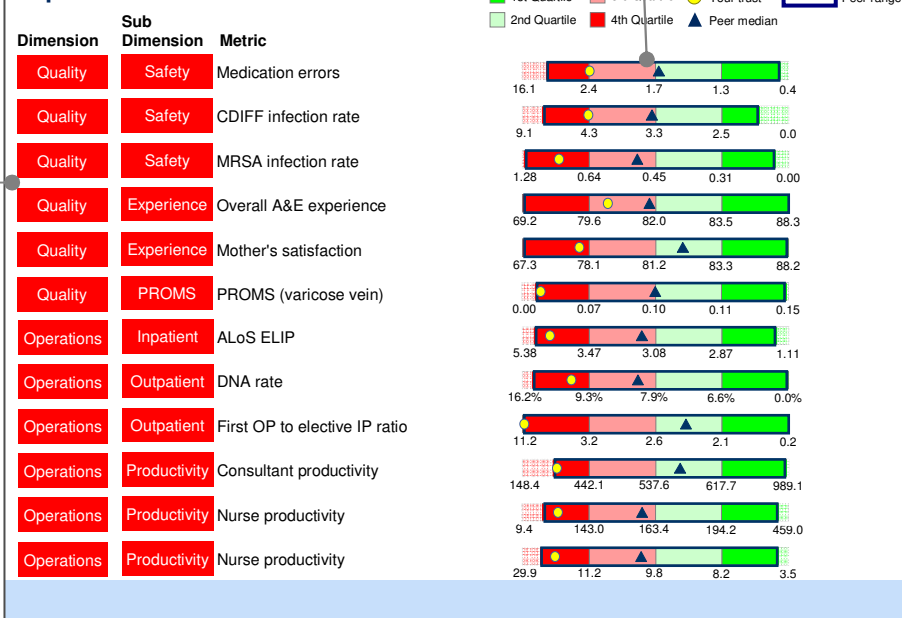 2nd Quartile 4th Quartile Peer median
Sub
Dimension Dimension Metric
Quality Safety Medication errors
16.1 2.4 1.7 1.3 0.4
Quality Safety CDIFF infection rate
9.1 4.3 3.3 2.5 0.0
Quality Safety MRSA infection rate
1.28 0.64 0.45 0.31 0.00
Quality Experience Overall A&E experience
69.2 79.6 82.0 83.5 88.3
Quality Experience Mother's satisfaction
67.3 78.1 81.2 83.3 88.2
Quality PROMS PROMS (varicose vein)
0.00 0.07 0.10 0.11 0.15
Operations Inpatient ALoS ELIP
5.38 3.47 3.08 2.87 1.11
Operations Outpatient DNA rate
16.2% 9.3% 7.9% 6.6% 0.0%
Operations Outpatient First OP to elective IP ratio
11.2 3.2 2.6 2.1 0.2
Operations Productivity Consultant productivity
148.4 442.1 537.6 617.7 989.1
Operations Productivity Nurse productivity
9.4 143.0 163.4 194.2 459.0
Operations Productivity Nurse productivity
29.9 11.2 9.8 8.2 3.5